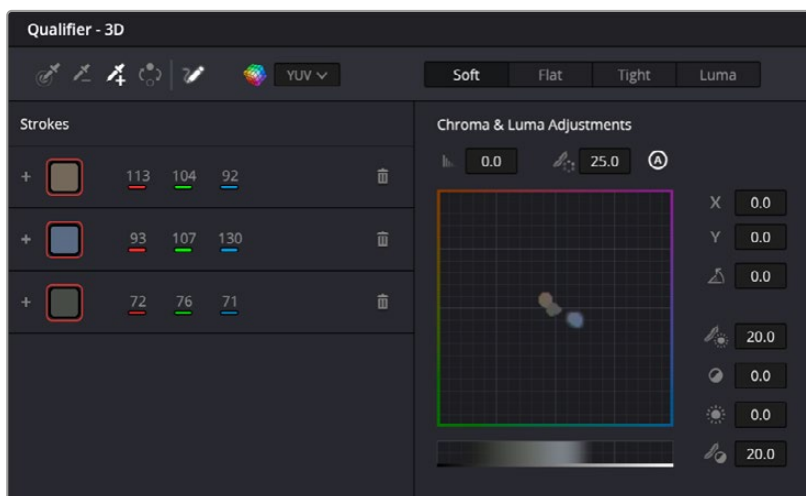 Qualifier - 3D
YUV
Soft Flat Tight Luma
Strokes
Chroma & Luma Adjustments
0.0 25.0 A
113 104 92
X 0.0
93 107 130
Y 0.0
0.0
72 76 71
20.0
0.0
0.0
20.0